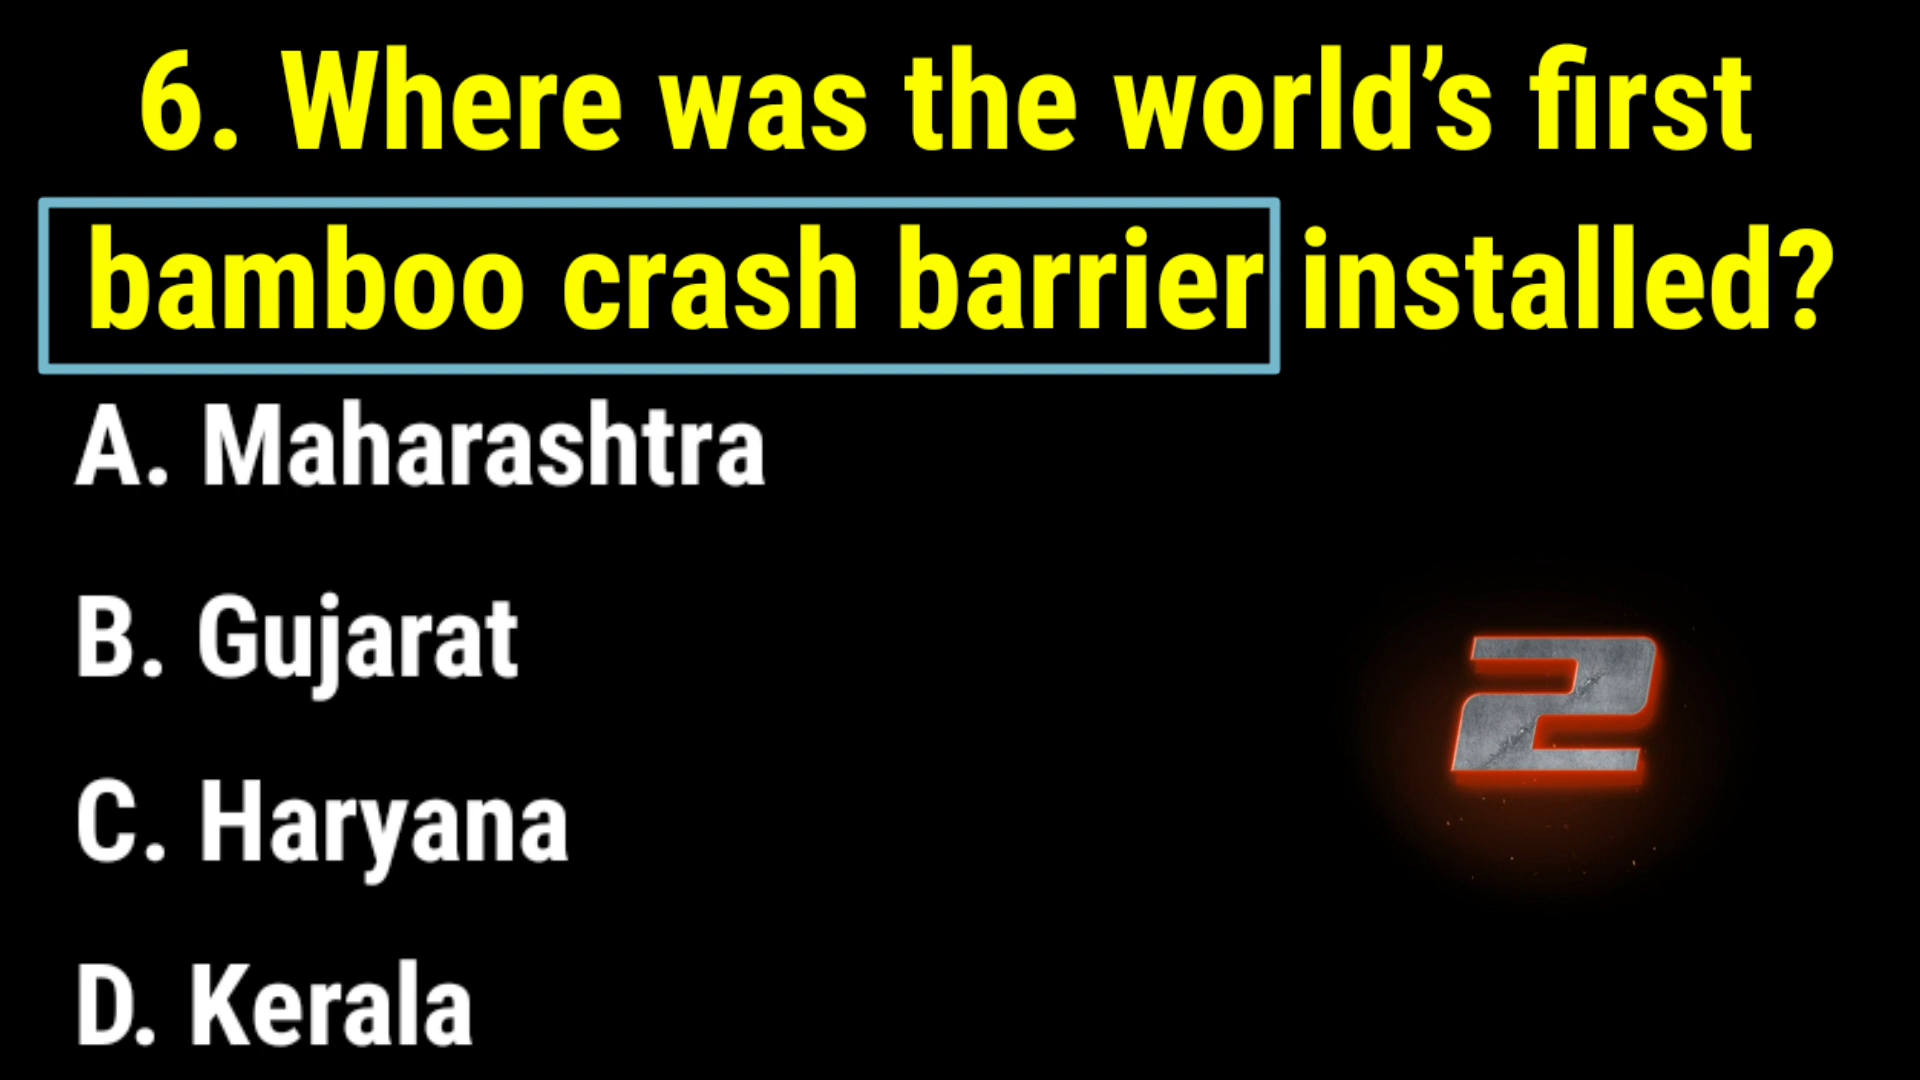 6. Where was the world’s first
bamboo crash barrier installed?
A. Maharashtra
B. Gujarat
C. Haryana
D. Kerala
2